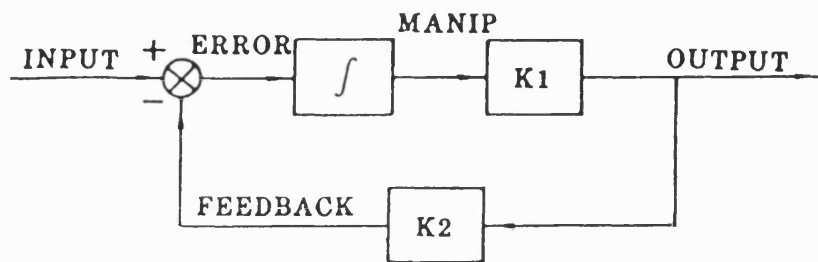 INPUT
+
−
ERROR
∫
MANIP
K1
OUTPUT
FEEDBACK
K2